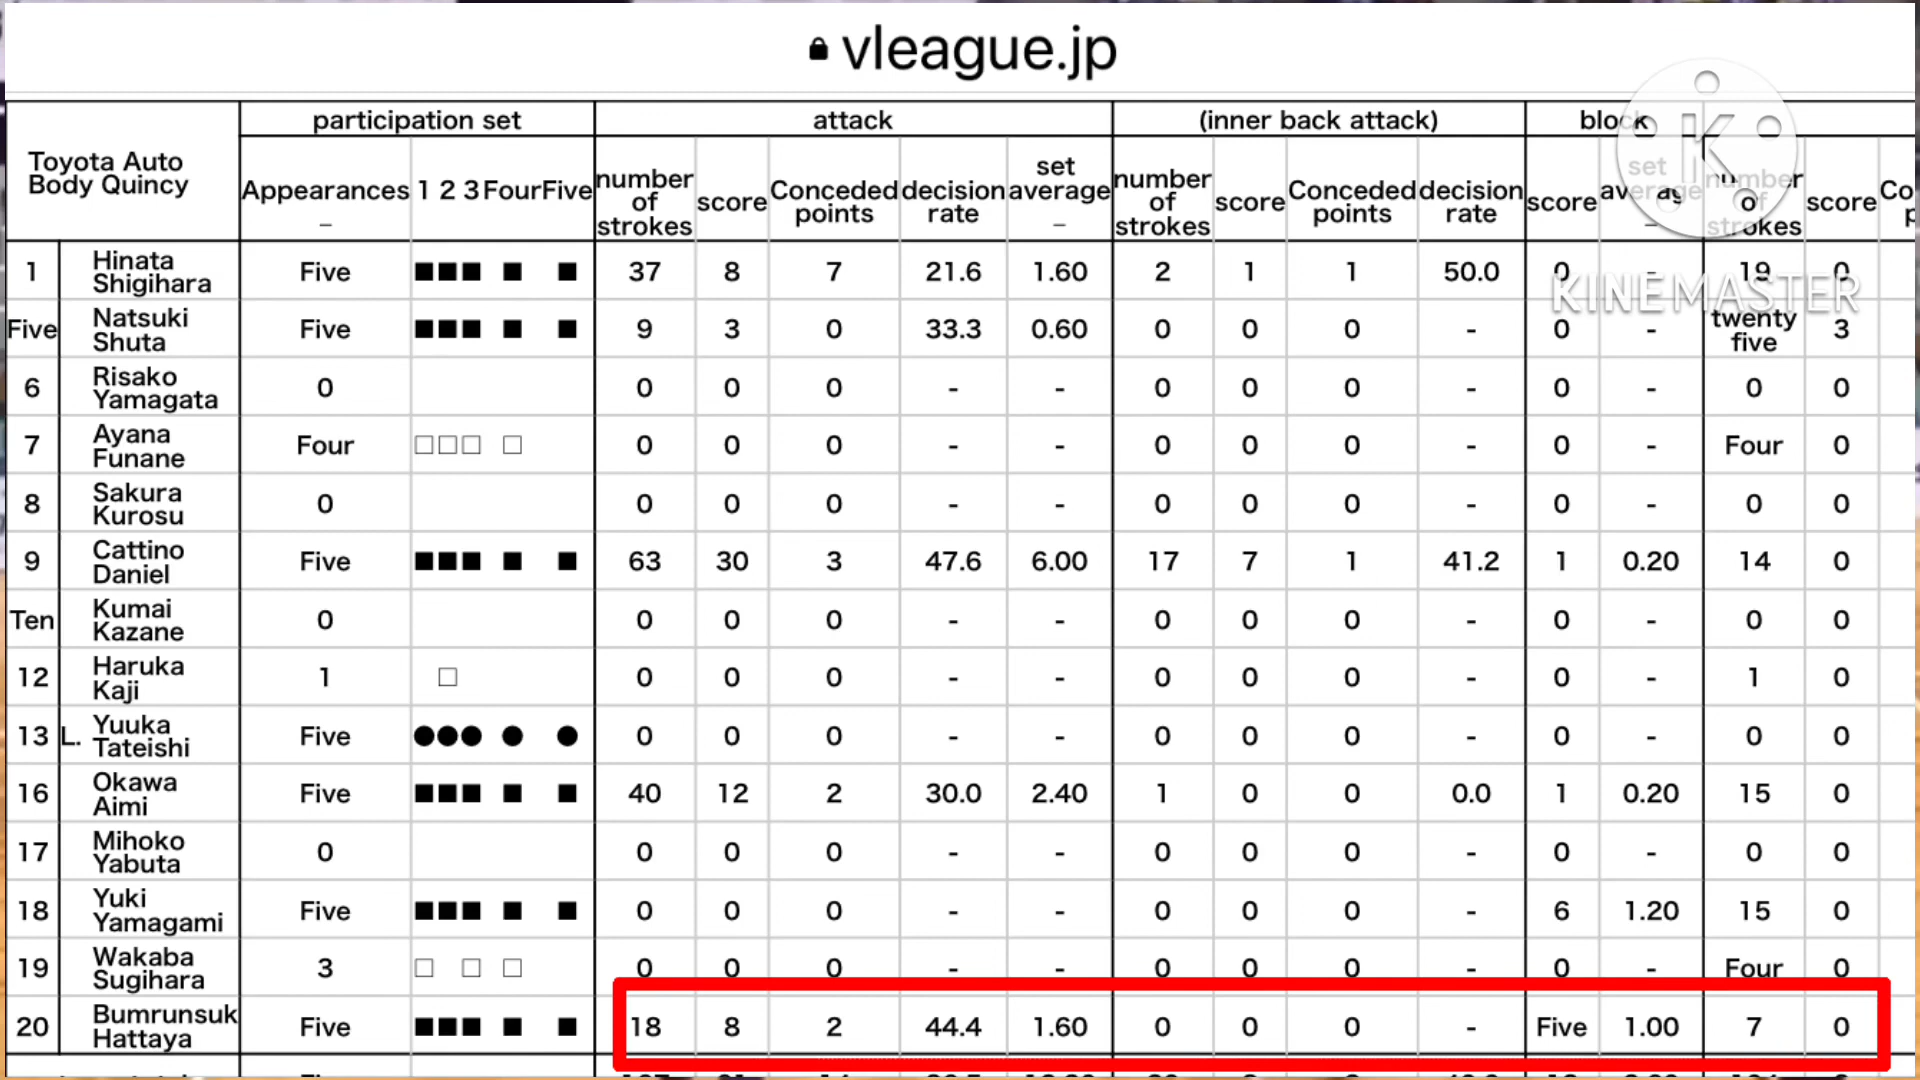 vleague.jp
participation set attack (inner back attack) block
Toyota Auto
Body Quincy
Appearances 1 2 3 Four Five number of strokes score Conceded points decision rate set average number of strokes score Conceded points decision rate score set average number of strokes score
–
1 Hinata Shigihara Five ■■■ ■ ■ 37 8 7 21.6 1.60 2 1 1 50.0 0 - 19 0
Five Natsuki Shuta Five ■■■ ■ ■ 9 3 0 33.3 0.60 0 0 0 - 0 - twenty five 3
6 Risako Yamagata 0 0 0 0 - - 0 0 0 - 0 - 0 0
7 Ayana Funane Four □□□ □ 0 0 0 - - 0 0 0 - 0 - Four 0
8 Sakura Kurosu 0 0 0 0 - - 0 0 0 - 0 - 0 0
9 Cattino Daniel Five ■■■ ■ ■ 63 30 3 47.6 6.00 17 7 1 41.2 1 0.20 14 0
Ten Kumai Kazane 0 0 0 0 - - 0 0 0 - 0 - 0 0
12 Haruka Kaji 1 □ 0 0 0 - - 0 0 0 - 0 - 1 0
13 L. Yuuka Tateishi Five ●●● ● ● 0 0 0 - - 0 0 0 - 0 - 0 0
16 Okawa Aimi Five ■■■ ■ ■ 40 12 2 30.0 2.40 1 0 0 0.0 1 0.20 15 0
17 Mihoko Yabuta 0 0 0 0 - - 0 0 0 - 0 - 0 0
18 Yuki Yamagami Five ■■■ ■ ■ 0 0 0 - - 0 0 0 - 6 1.20 15 0
19 Wakaba Sugihara 3 □ □ □ 0 0 0 - - 0 0 0 - 0 - Four 0
20 Bumrunsuk Hattaya Five ■■■ ■ ■ 18 8 2 44.4 1.60 0 0 0 - Five 1.00 7 0
K
KINEMASTER